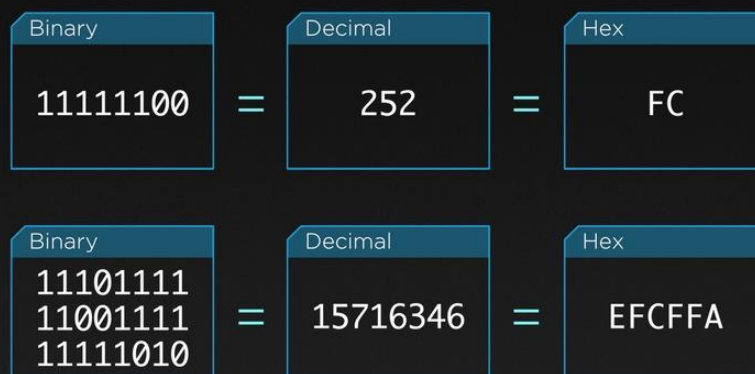 Binary
11111100
=
Decimal
252
=
Hex
FC
Binary
11101111
11001111
11111010
=
Decimal
15716346
=
Hex
EFCFFA